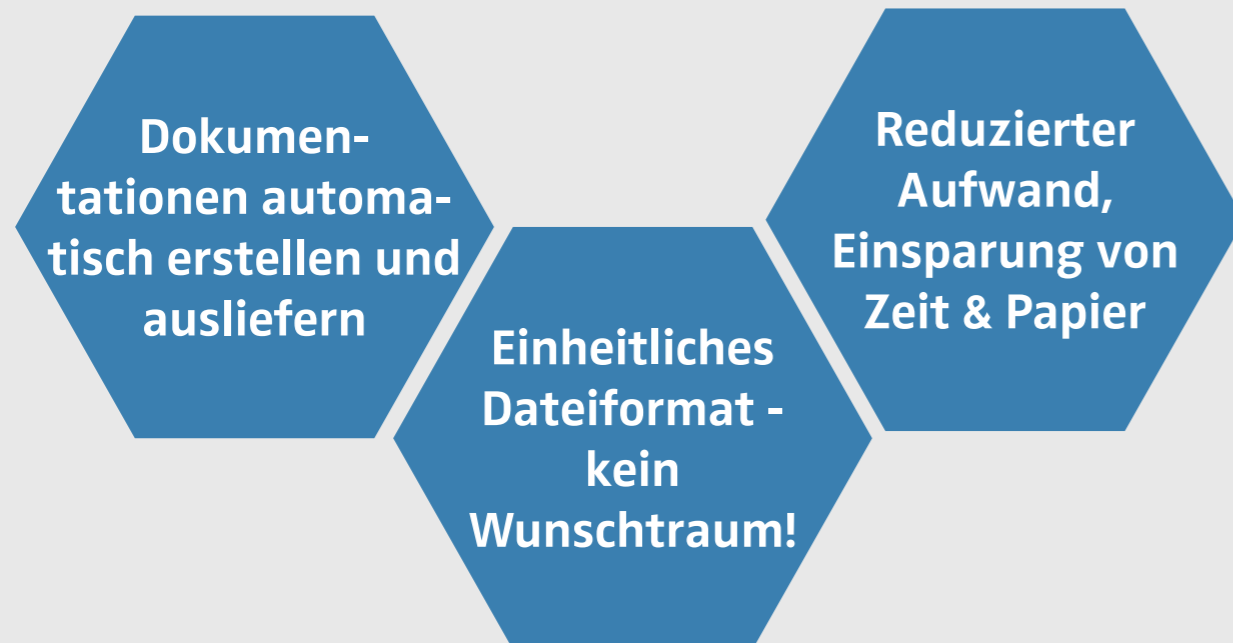 Dokumen-
tationen automa-
tisch erstellen und
ausliefern
Einheitliches
Dateiformat -
kein
Wunschtraum!
Reduzierter
Aufwand,
Einsparung von
Zeit & Papier